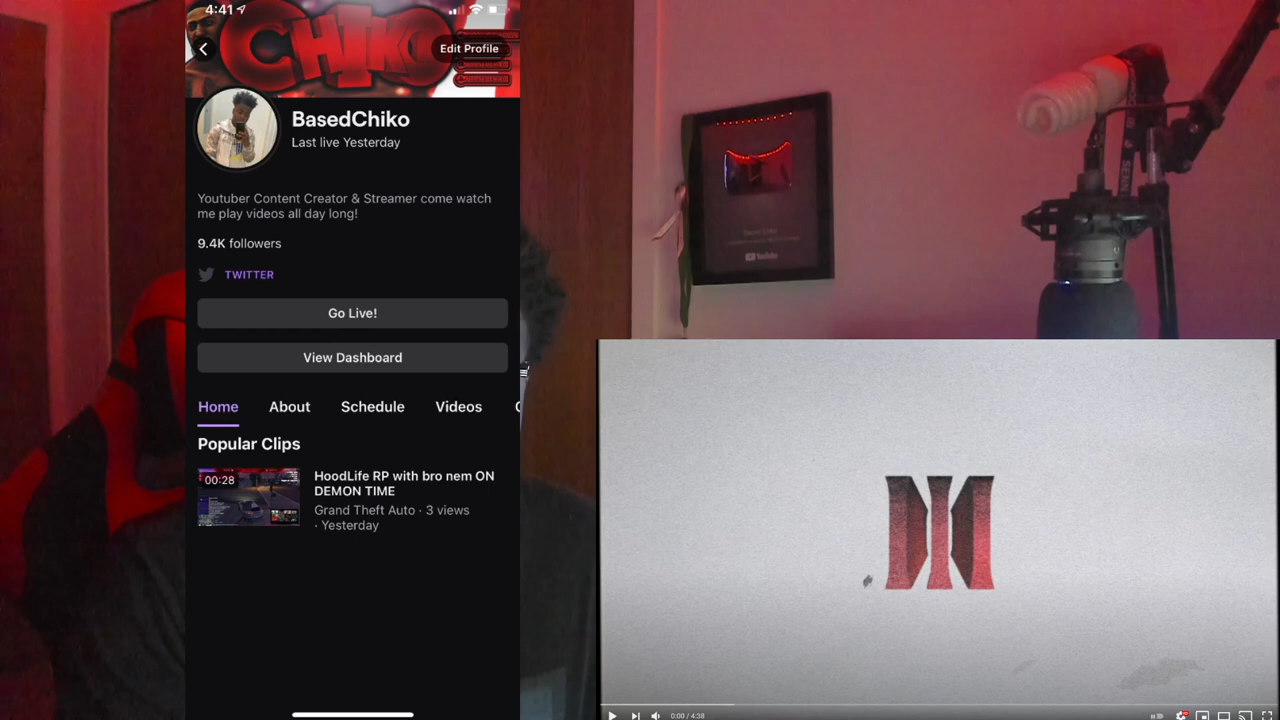 4:41
CHIKO
Edit Profile
BasedChiko
Last live Yesterday
Youtuber Content Creator & Streamer come watch
me play videos all day long!
9.4K followers
TWITTER
Go Live!
View Dashboard
Home About Schedule Videos
Popular Clips
00:28
HoodLife RP with bro nem ON
DEMON TIME
Grand Theft Auto · 3 views
· Yesterday
YouTube
SENN
0:00 / 4:38